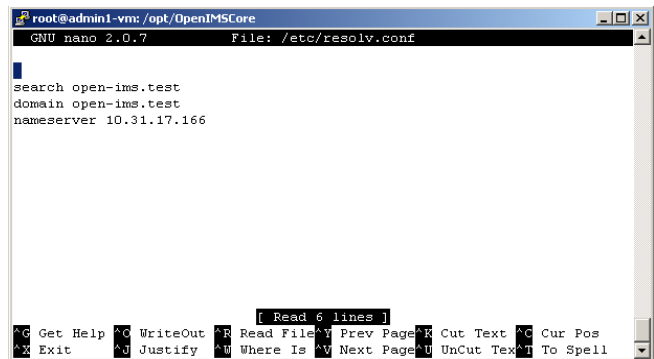 root@admin1-vm: /opt/OpenIMSCore
GNU nano 2.0.7 File: /etc/resolv.conf
search open-ims.test
domain open-ims.test
nameserver 10.31.17.166
[ Read 6 lines ]
^G Get Help ^O WriteOut ^R Read File ^Y Prev Page ^K Cut Text ^C Cur Pos
^X Exit ^J Justify ^W Where Is ^V Next Page ^U UnCut Tex ^T To Spell